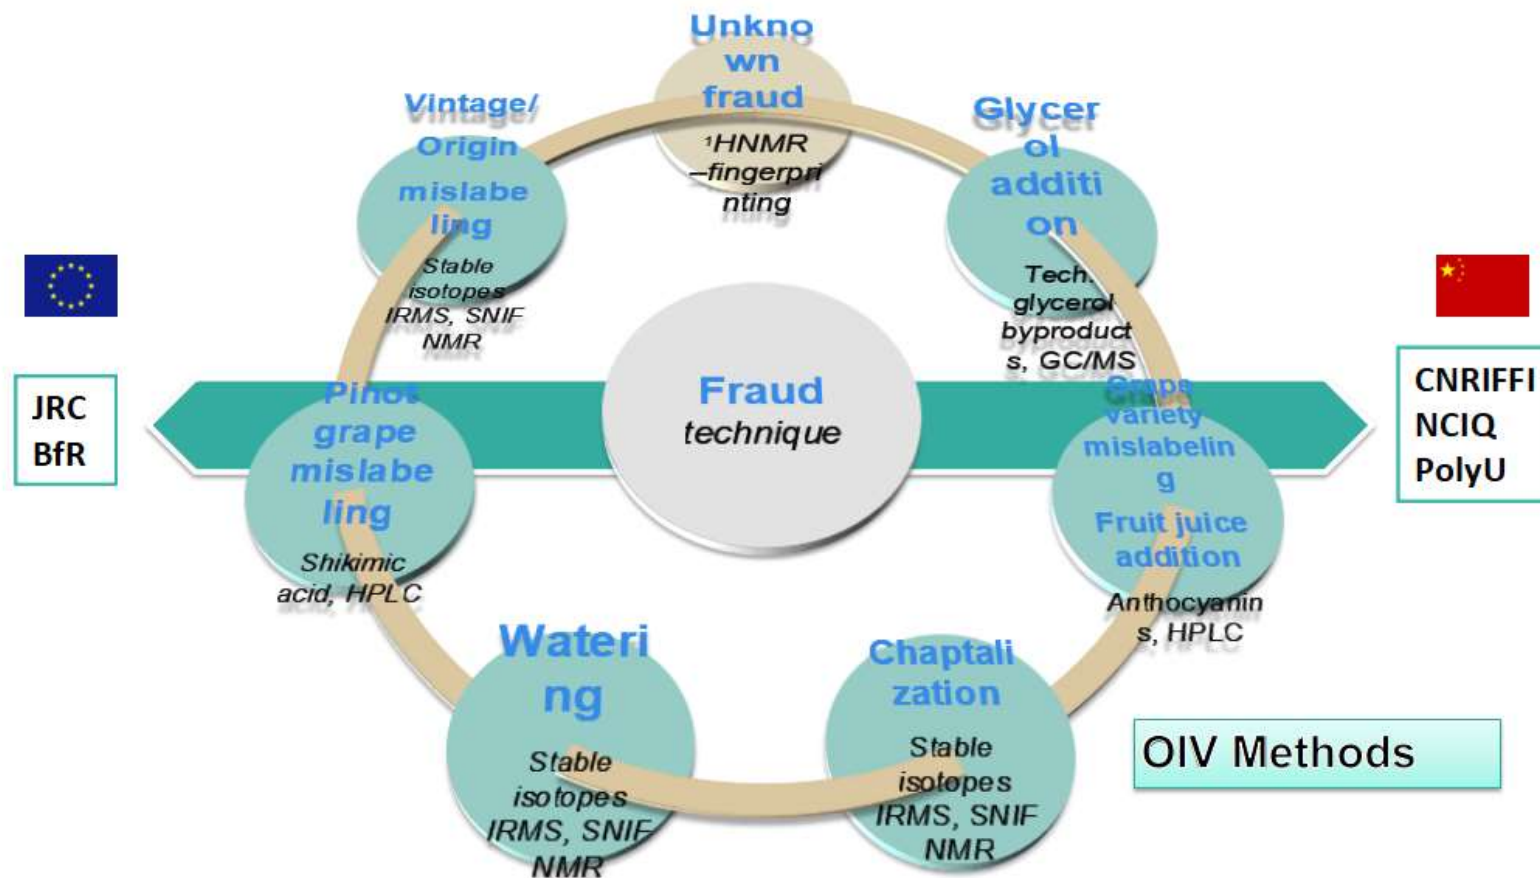 Unkno
wn
fraud
¹HNMR
–fingerpri
nting
Vintage/
Origin
mislabe
ling
Stable
isotopes
IRMS, SNIF
NMR
Glycer
ol
additi
on
Tech.
glycerol
byproduct
s, GC/MS
JRC
BfR
Pinot
grape
mislabe
ling
Shikimic
acid, HPLC
Fraud
technique
Grape
variety
mislabelin
g
Fruit juice
addition
Anthocyanin
s, HPLC
CNRIFFI
NCIQ
PolyU
Wateri
ng
Stable
isotopes
IRMS, SNIF
NMR
Chaptali
zation
Stable
isotopes
IRMS, SNIF
NMR
OIV Methods